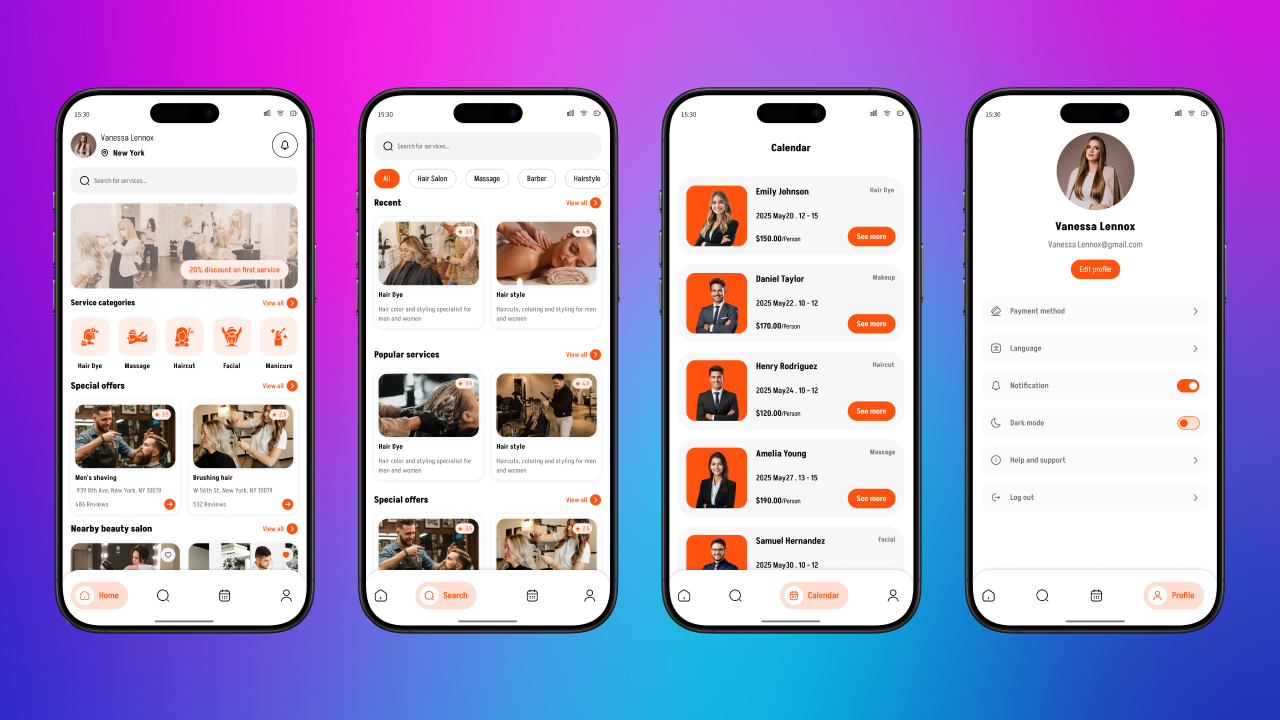 15:30
Vanessa Lennox
New York
Search for services...
20% discount on first service
Service categories
View all
Hair Dye
Massage
Haircut
Facial
Manicure
Special offers
View all
3.5
2.5
Men's shaving
939 8th Ave, New York, NY 10019
486 Reviews
Brushing hair
W 56th St, New York, NY 10019
532 Reviews
Nearby beauty salon
View all
Home
15:30
Search for services...
All
Hair Salon
Massage
Barber
Hairstyle
Recent
View all
3.5
4.5
Hair Dye
Hair color and styling specialist for
men and women
Hair style
Haircuts, coloring and styling for men
and women
Popular services
View all
3.5
4.5
Hair Dye
Hair color and styling specialist for
men and women
Hair style
Haircuts, coloring and styling for men
and women
Special offers
View all
3.5
2.5
Search
15:30
Calendar
Emily Johnson
Hair Dye
2025 May20 . 12 - 15
$150.00/Person
See more
Daniel Taylor
Makeup
2025 May22 . 10 - 12
$170.00/Person
See more
Henry Rodriguez
Haircut
2025 May24 . 10 - 12
$120.00/Person
See more
Amelia Young
Massage
2025 May27 . 13 - 15
$190.00/Person
See more
Samuel Hernandez
Facial
2025 May30 . 10 - 12
Calendar
15:30
Vanessa Lennox
Vanessa Lennox@gmail.com
Edit profile
Payment method
Language
Notification
Dark mode
Help and support
Log out
Profile